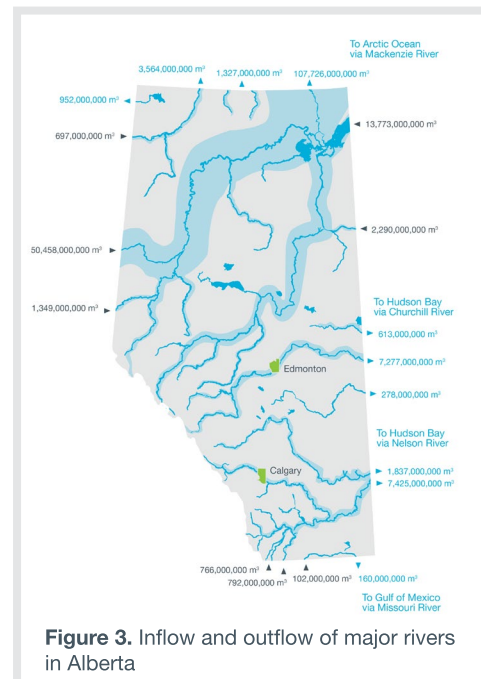 To Arctic Ocean
via Mackenzie River
3,564,000,000 m³
1,327,000,000 m³
107,726,000,000 m³
952,000,000 m³
697,000,000 m³
13,773,000,000 m³
2,290,000,000 m³
50,458,000,000 m³
1,349,000,000 m³
To Hudson Bay
via Churchill River
613,000,000 m³
7,277,000,000 m³
Edmonton
278,000,000 m³
To Hudson Bay
via Nelson River
Calgary
1,837,000,000 m³
7,425,000,000 m³
766,000,000 m³
792,000,000 m³
102,000,000 m³
160,000,000 m³
To Gulf of Mexico
via Missouri River
Figure 3. Inflow and outflow of major rivers
in Alberta